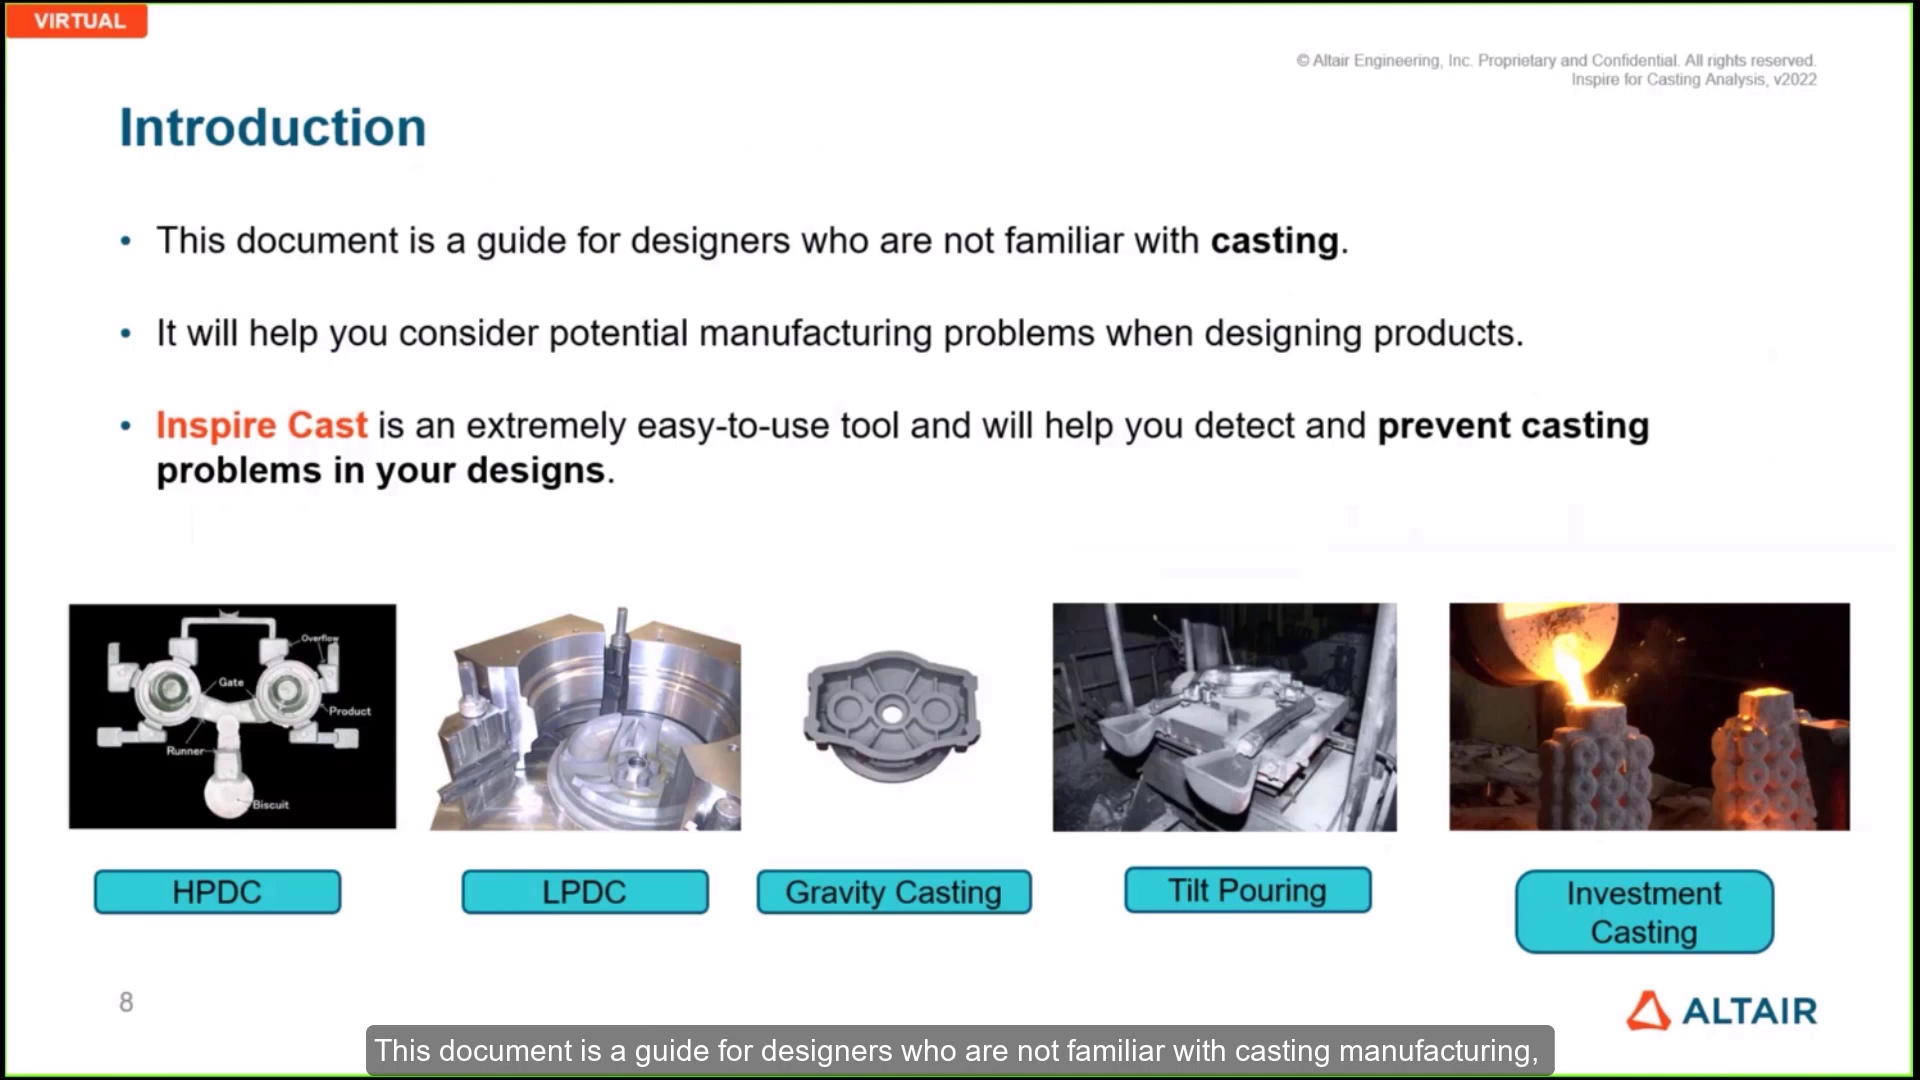 VIRTUAL
© Altair Engineering, Inc. Proprietary and Confidential. All rights reserved.
Inspire for Casting Analysis, v2022
Introduction
• This document is a guide for designers who are not familiar with casting.
• It will help you consider potential manufacturing problems when designing products.
• Inspire Cast is an extremely easy-to-use tool and will help you detect and prevent casting
problems in your designs.
Overflow
Gate
Product
Runner
Biscuit
HPDC
LPDC
Gravity Casting
Tilt Pouring
Investment
Casting
8
ALTAIR
This document is a guide for designers who are not familiar with casting manufacturing,